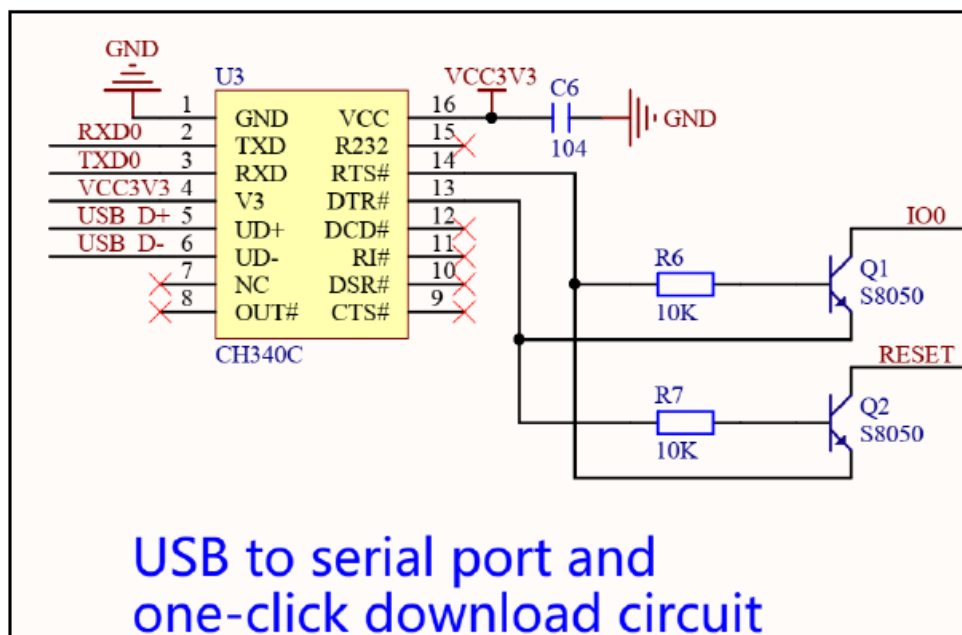 GND
U3
VCC3V3
C6
1
GND
VCC
16
GND
RXD0
2
TXD
R232
15
104
TXD0
3
RXD
RTS#
14
VCC3V3
4
V3
DTR#
13
USB D+
5
UD+
DCD#
12
IO0
USB D-
6
UD-
RI#
11
R6
Q1
7
NC
DSR#
10
10K
S8050
8
OUT#
CTS#
9
CH340C
RESET
R7
Q2
10K
S8050
USB to serial port and
one-click download circuit